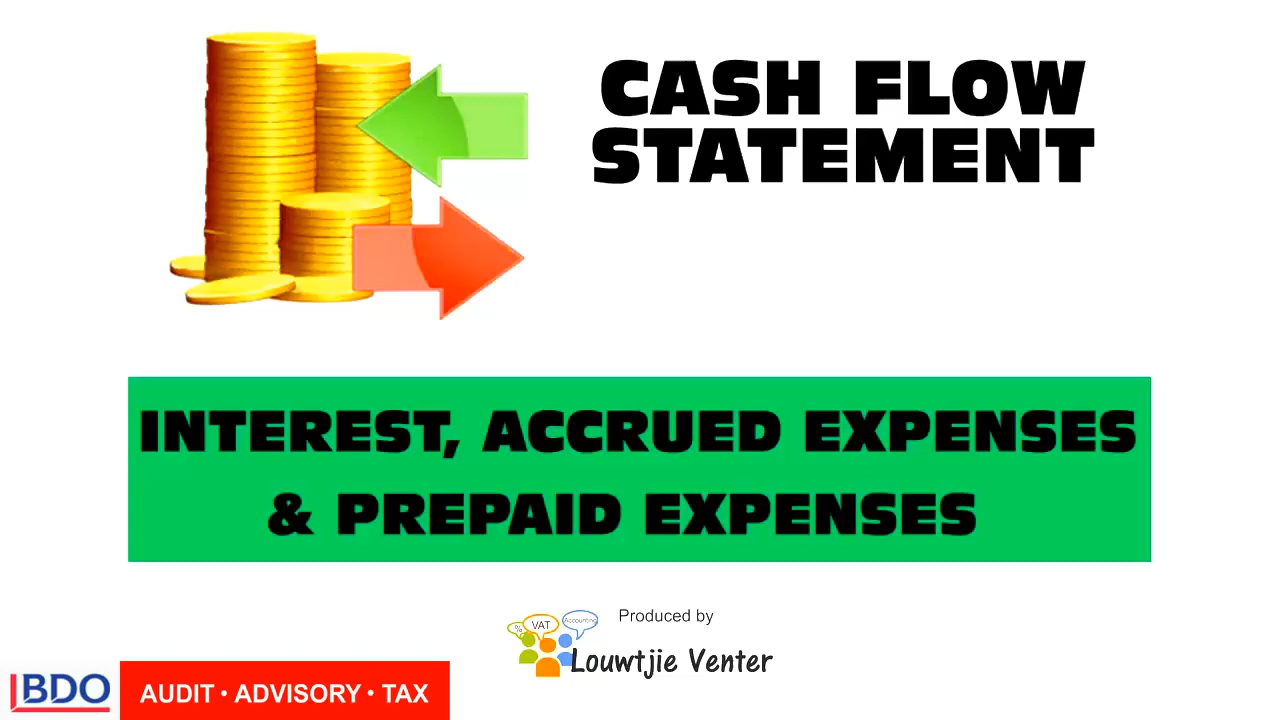 CASH FLOW
STATEMENT
INTEREST, ACCRUED EXPENSES
& PREPAID EXPENSES
Produced by
% VAT Accounting
Louwtjie Venter
BDO AUDIT • ADVISORY • TAX